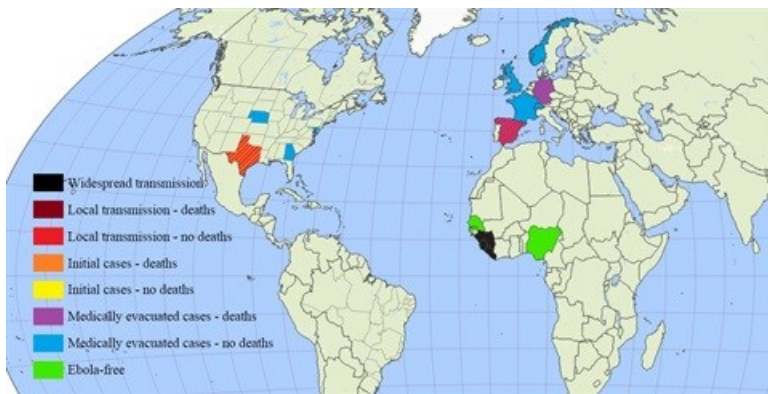 Widespread transmission
Local transmission - deaths
Local transmission - no deaths
Initial cases - deaths
Initial cases - no deaths
Medically evacuated cases - deaths
Medically evacuated cases - no deaths
Ebola-free